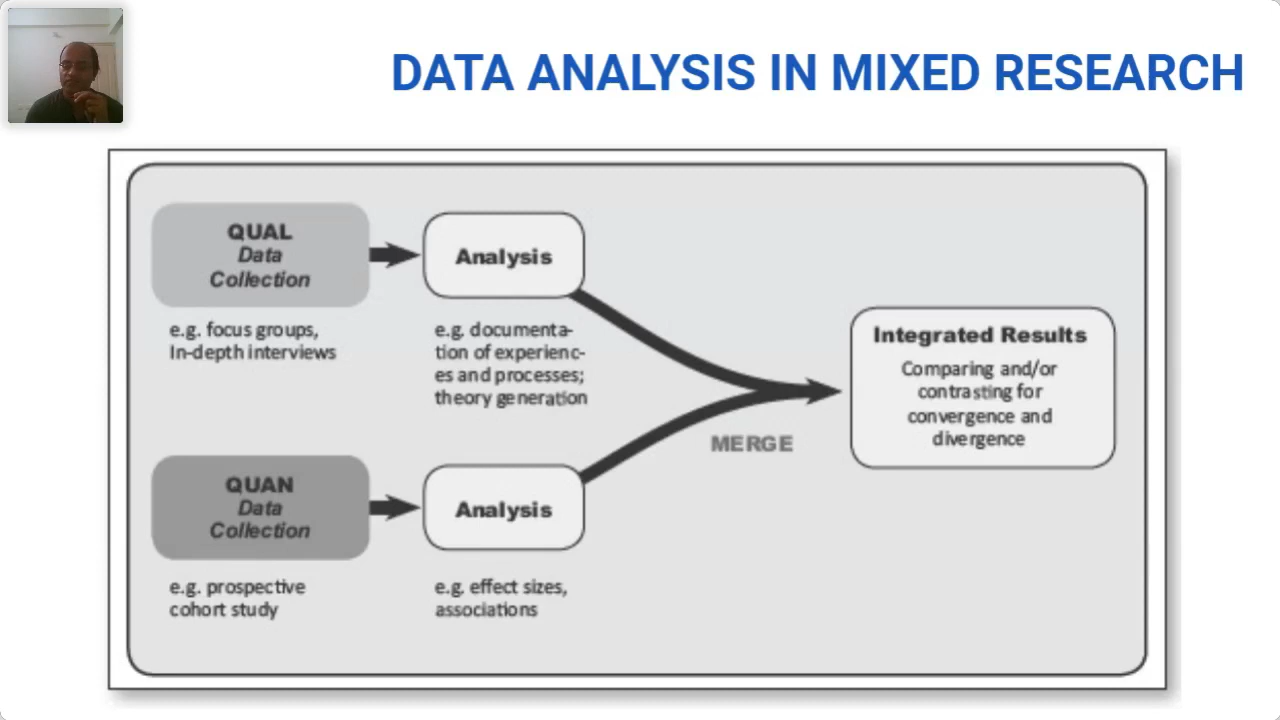 DATA ANALYSIS IN MIXED RESEARCH
QUAL
Data
Collection
e.g. focus groups,
In-depth interviews
Analysis
e.g. documenta-
tion of experienc-
es and processes;
theory generation
QUAN
Data
Collection
e.g. prospective
cohort study
Analysis
e.g. effect sizes,
associations
MERGE
Integrated Results
Comparing and/or
contrasting for
convergence and
divergence